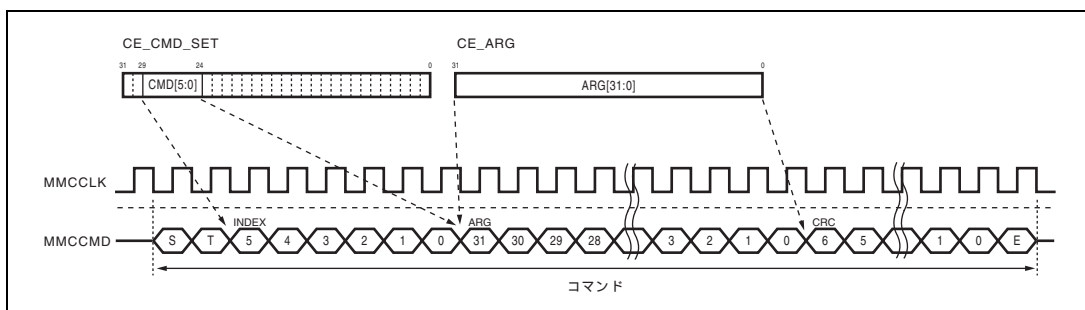 CE_CMD_SET CE_ARG
31 29 24 0 31 0
CMD[5:0] ARG[31:0]
MMCCLK
INDEX ARG CRC
MMCCMD S T 5 4 3 2 1 0 31 30 29 28 3 2 1 0 6 5 1 0 E
コマンド